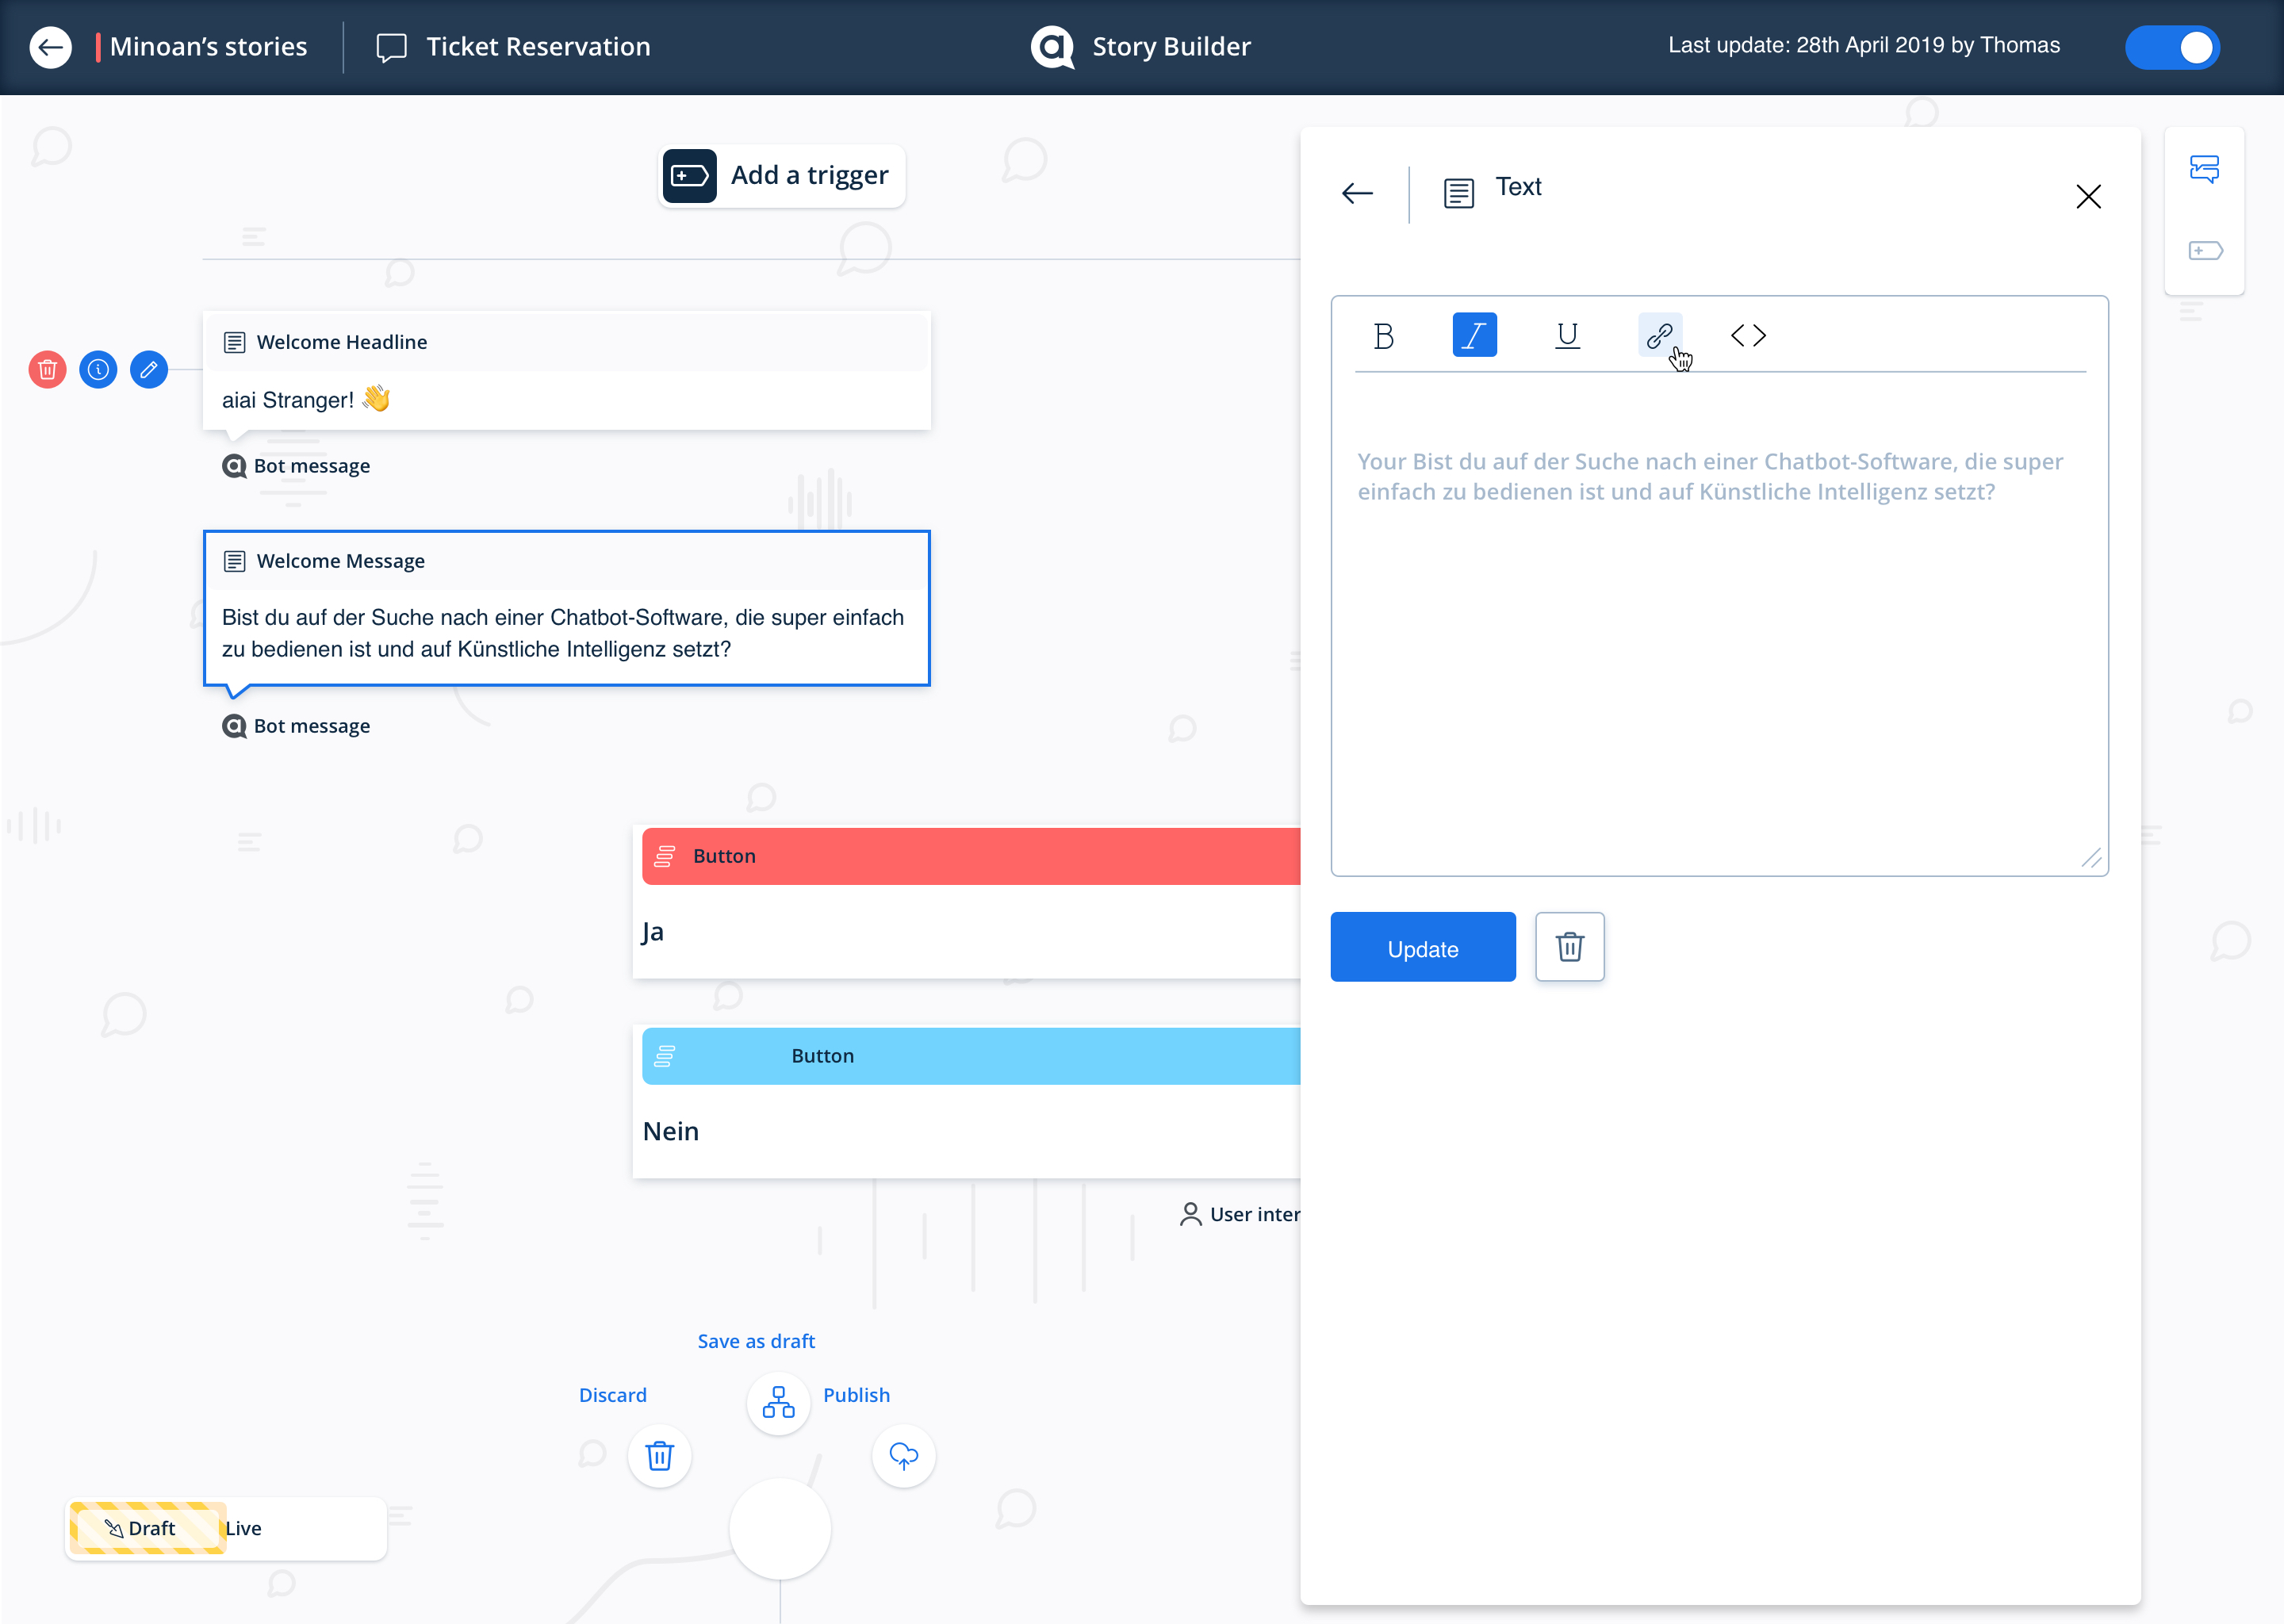 Minoan’s stories
Ticket Reservation
Story Builder
Last update: 28th April 2019 by Thomas
Add a trigger
Welcome Headline
aiai Stranger! 👋
Bot message
Welcome Message
Bist du auf der Suche nach einer Chatbot-Software, die super einfach
zu bedienen ist und auf Künstliche Intelligenz setzt?
Bot message
Button
Ja
Button
Nein
User inter
Save as draft
Discard
Publish
Draft
Live
Text
B I U
Your Bist du auf der Suche nach einer Chatbot-Software, die super
einfach zu bedienen ist und auf Künstliche Intelligenz setzt?
Update